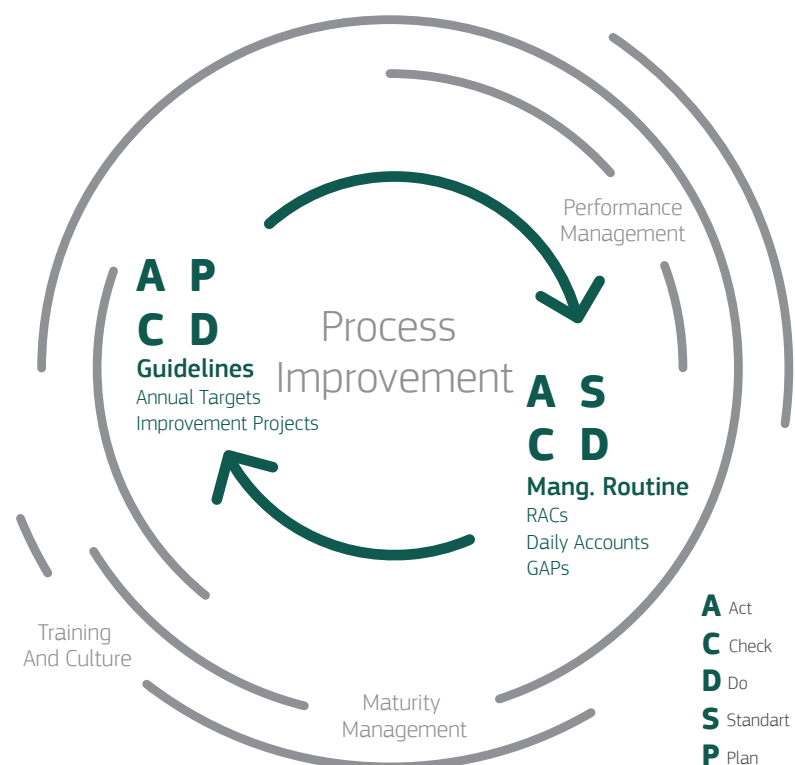 Performance
Management
A P
C D
Guidelines
Annual Targets
Improvement Projects
Process
Improvement
A S
C D
Mang. Routine
RACs
Daily Accounts
GAPs
Training
And Culture
Maturity
Management
A Act
C Check
D Do
S Standart
P Plan